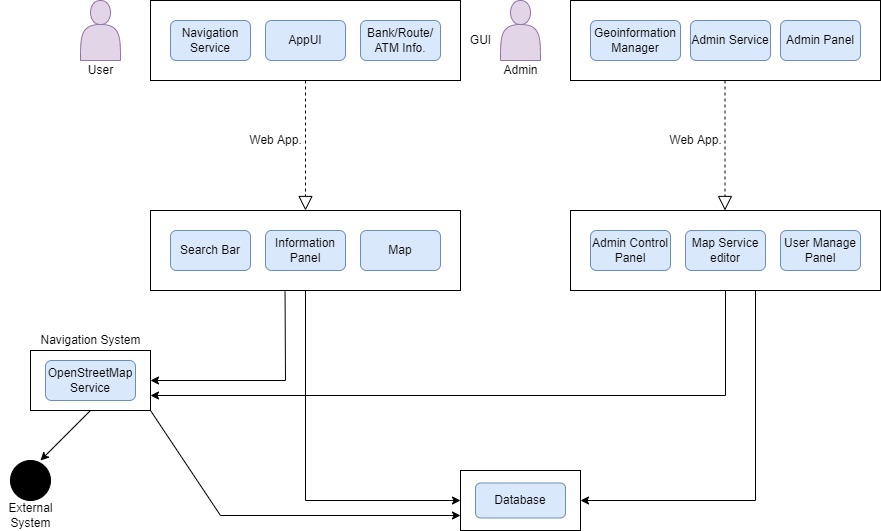 Navigation
Service
AppUI
Bank/Route/
ATM Info.
User
GUI
Admin
Geoinformation
Manager
Admin Service
Admin Panel
Web App.
Web App.
Search Bar
Information
Panel
Map
Admin Control
Panel
Map Service
editor
User Manage
Panel
Navigation System
OpenStreetMap
Service
External
System
Database